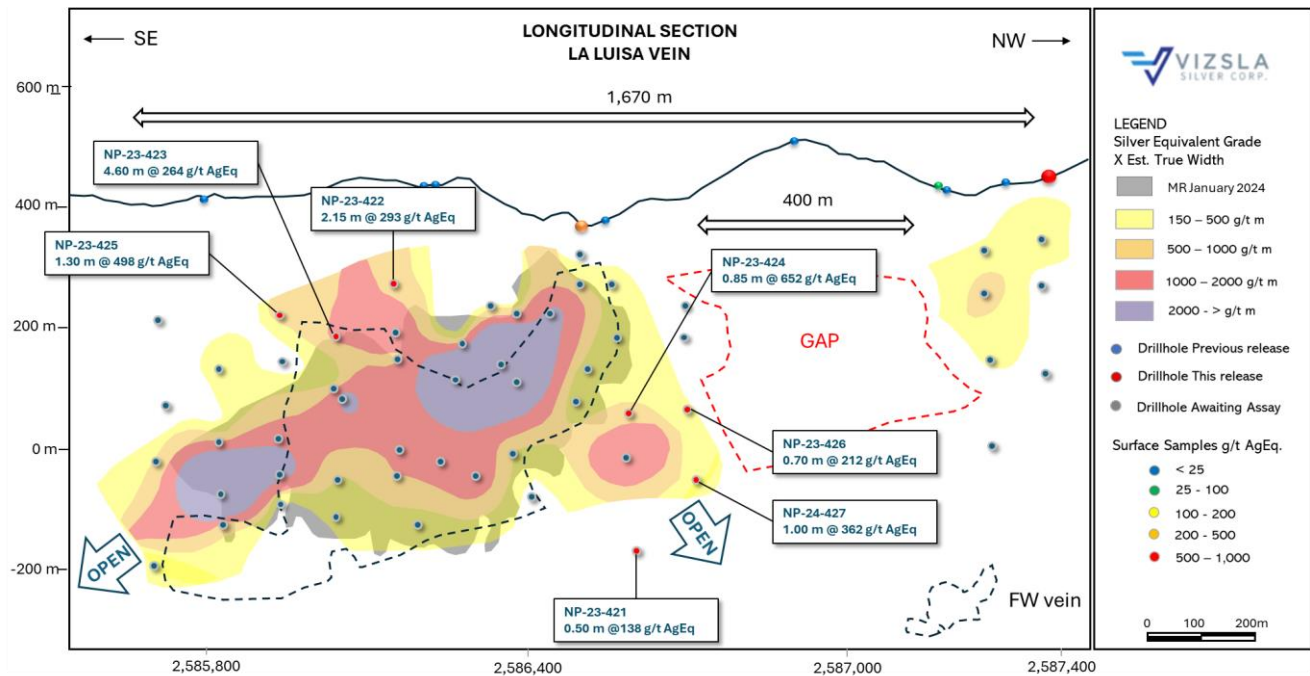 LONGITUDINAL SECTION
LA LUISA VEIN
SE
NW
1,670 m
600 m
400 m
200 m
0 m
-200 m
NP-23-423
4.60 m @ 264 g/t AgEq
NP-23-422
2.15 m @ 293 g/t AgEq
NP-23-425
1.30 m @ 498 g/t AgEq
400 m
NP-23-424
0.85 m @ 652 g/t AgEq
GAP
NP-23-426
0.70 m @ 212 g/t AgEq
NP-24-427
1.00 m @ 362 g/t AgEq
OPEN
OPEN
NP-23-421
0.50 m @138 g/t AgEq
FW vein
2,585,800
2,586,400
2,587,000
2,587,400
VIZSLA
SILVER CORP.
LEGEND
Silver Equivalent Grade
X Est. True Width
MR January 2024
150 – 500 g/t m
500 – 1000 g/t m
1000 – 2000 g/t m
2000 - > g/t m
Drillhole Previous release
Drillhole This release
Drillhole Awaiting Assay
Surface Samples g/t AgEq.
< 25
25 - 100
100 - 200
200 - 500
500 – 1,000
0 100 200m